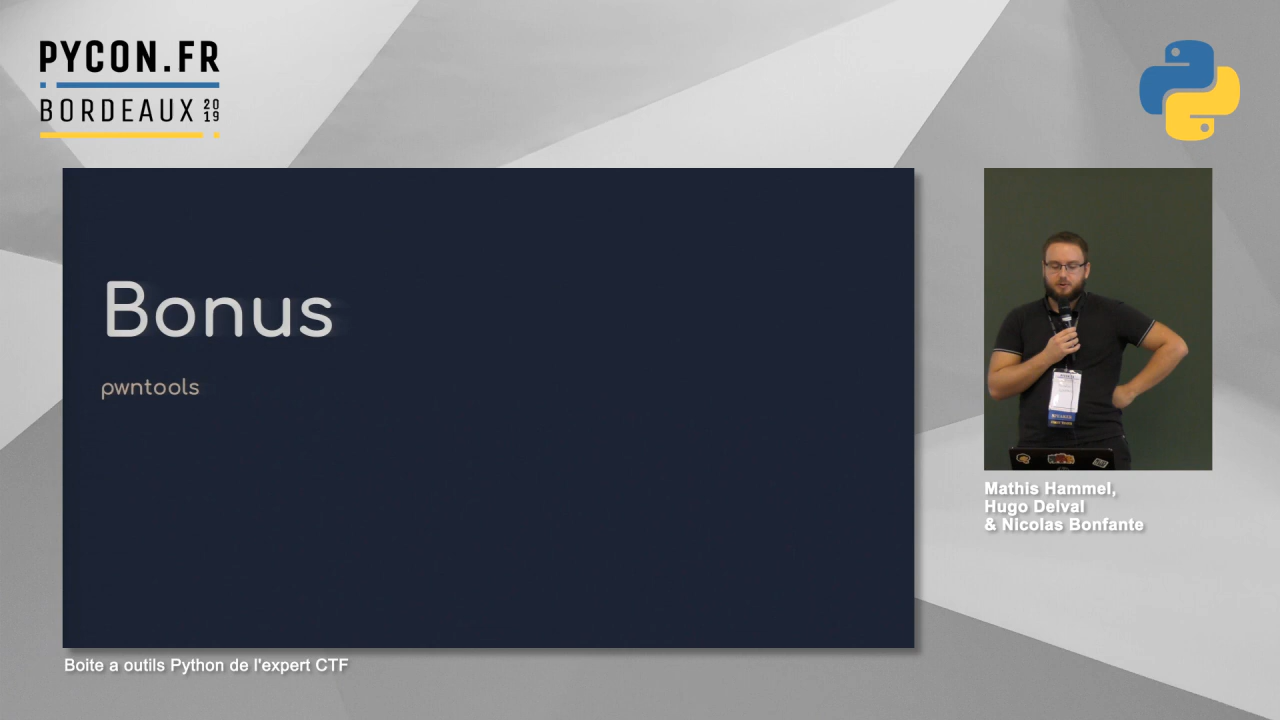 PYCON.FR
BORDEAUX 2019
Bonus
pwntools
Mathis Hammel,
Hugo Delval
& Nicolas Bonfante
Boite a outils Python de l'expert CTF